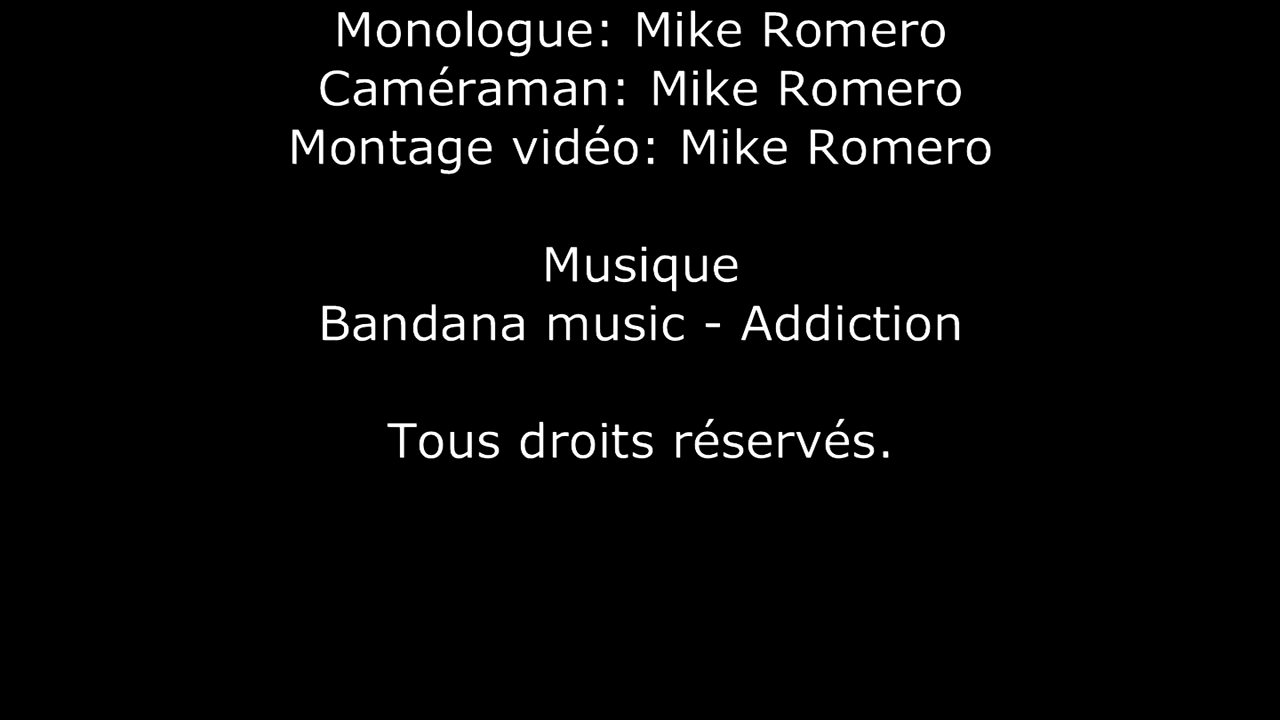 Monologue: Mike Romero
Caméraman: Mike Romero
Montage vidéo: Mike Romero
Musique
Bandana music - Addiction
Tous droits réservés.